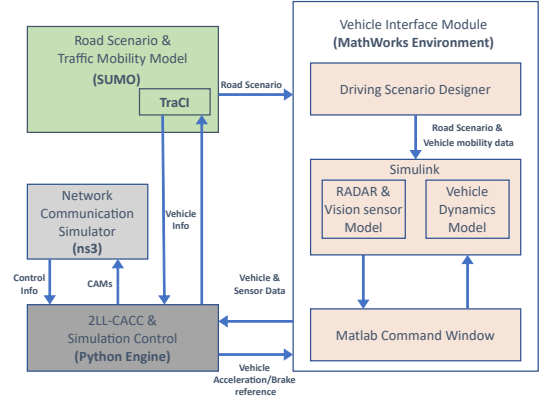 Road Scenario &
Traffic Mobility Model
(SUMO)
TraCI
Road Scenario
Vehicle Interface Module
(MathWorks Environment)
Driving Scenario Designer
Road Scenario &
Vehicle mobility data
Simulink
RADAR &
Vision sensor
Model
Vehicle
Dynamics
Model
Network
Communication
Simulator
(ns3)
Vehicle
Info
Control
Info
CAMs
Vehicle &
Sensor Data
2LL-CACC &
Simulation Control
(Python Engine)
Matlab Command Window
Vehicle
Acceleration/Brake
reference